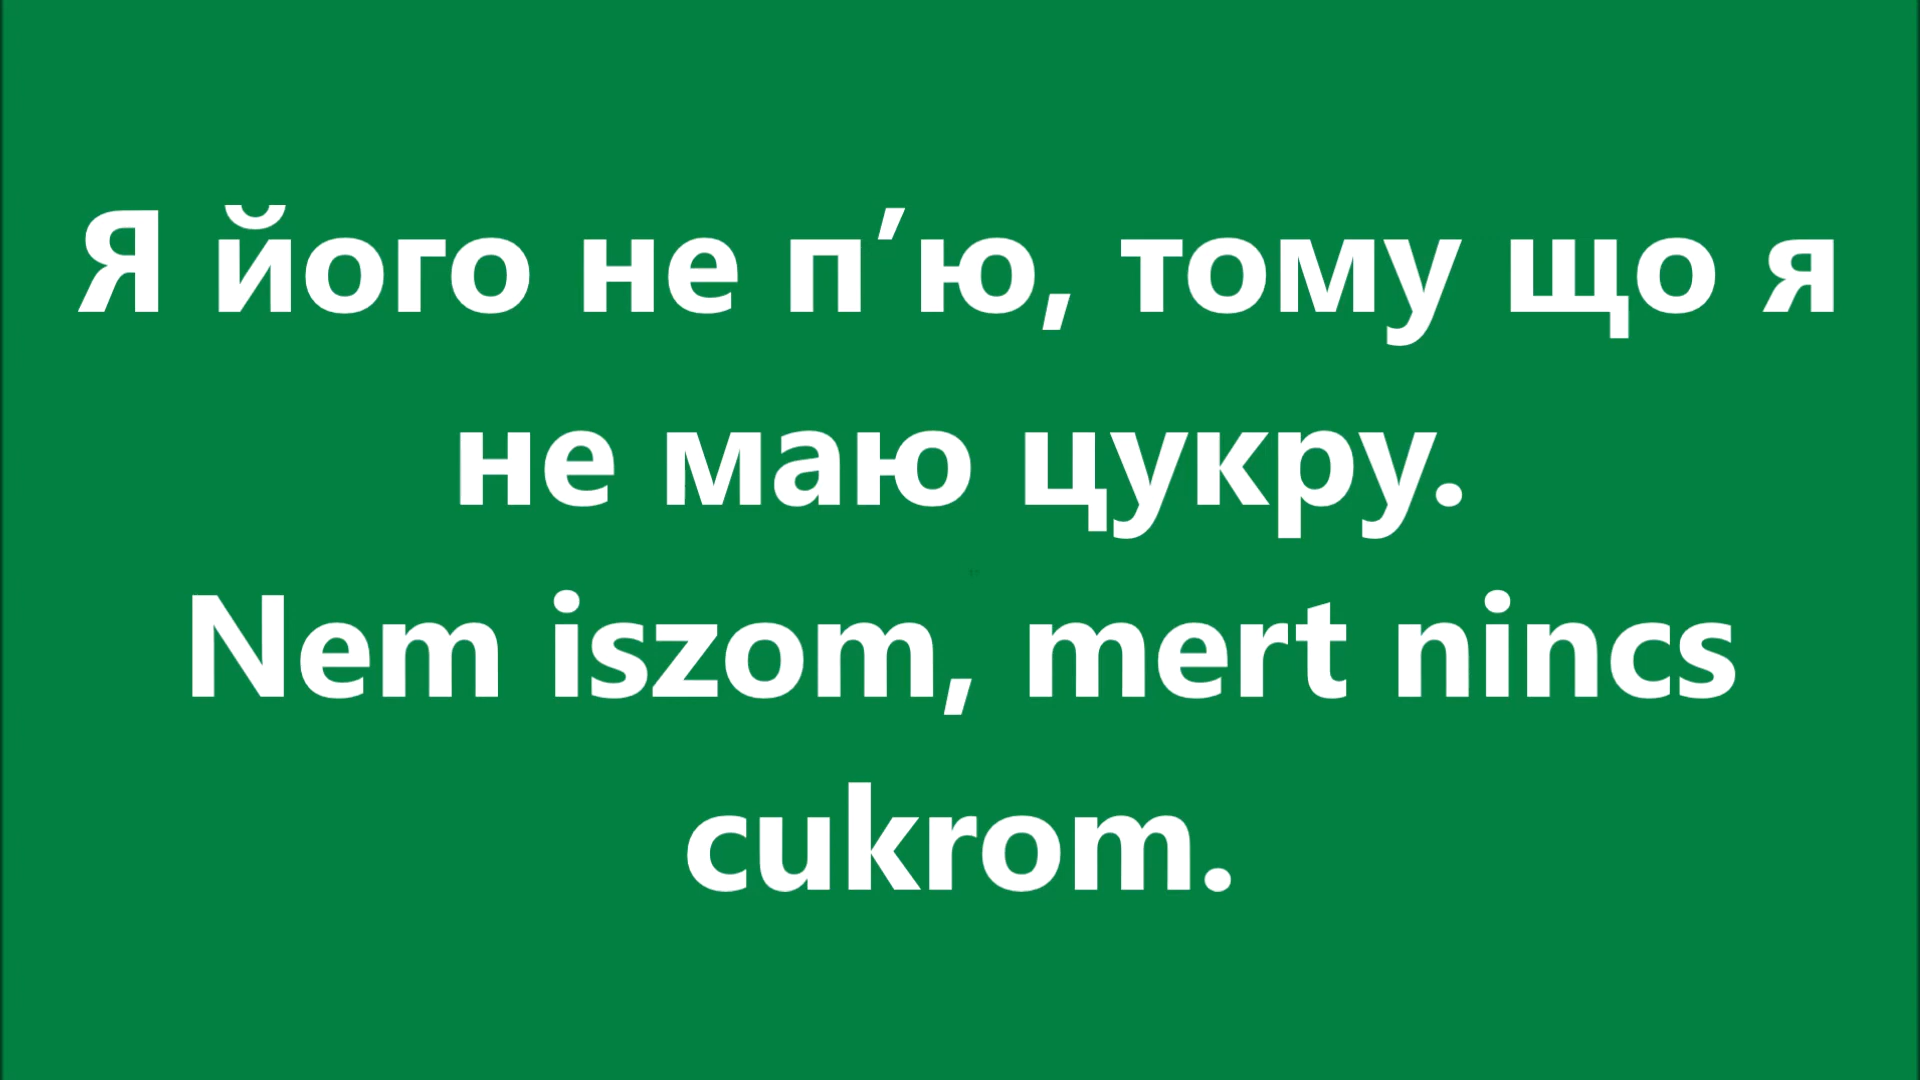 Я його не п’ю, тому що я
не маю цукру.
Nem iszom, mert nincs
cukrom.